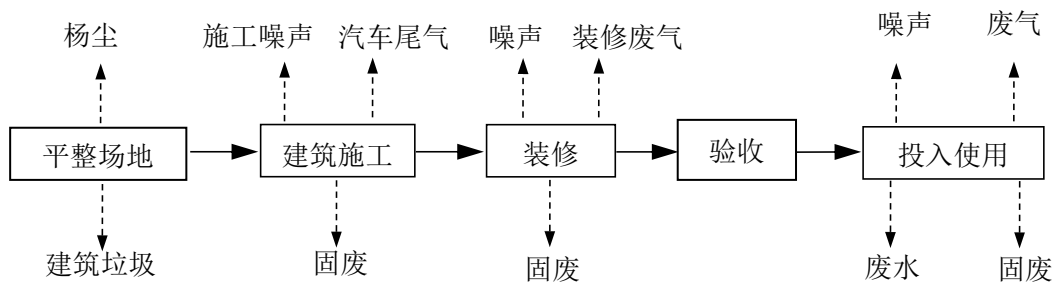 杨尘
施工噪声
汽车尾气
噪声
装修废气
噪声
废气
平整场地
建筑施工
装修
验收
投入使用
建筑垃圾
固废
固废
废水
固废